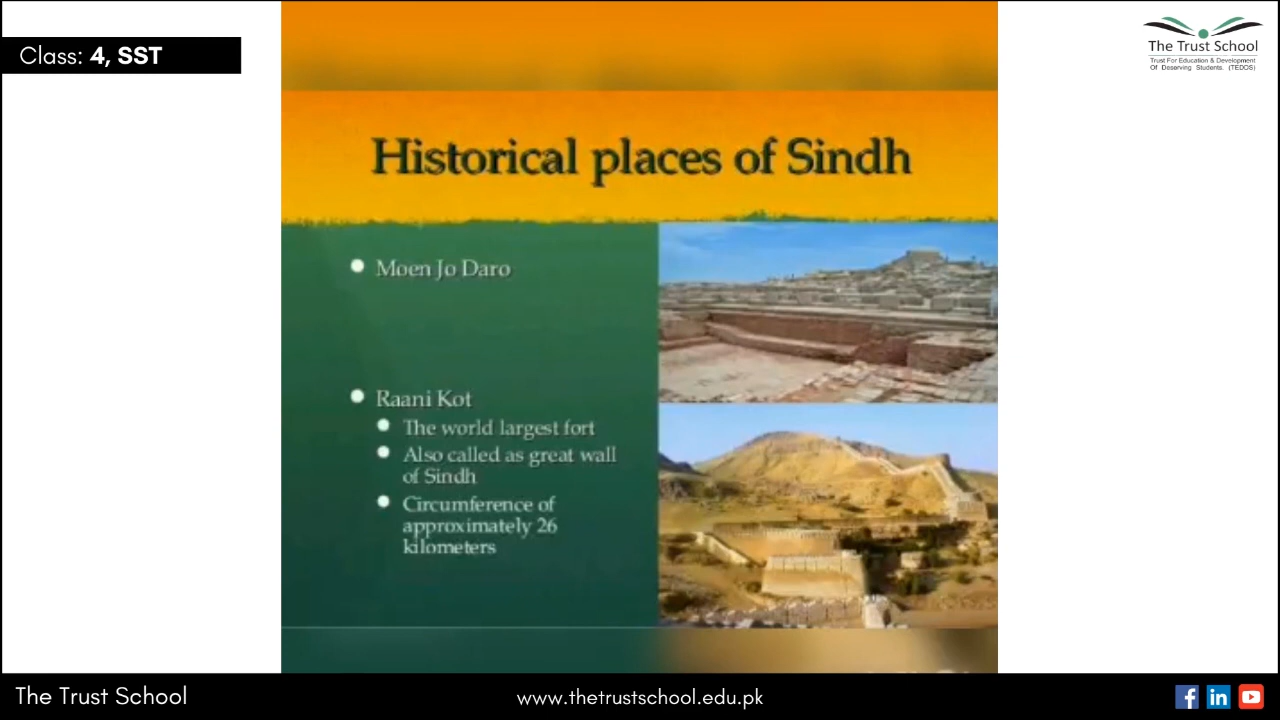 Class: 4, SST
The Trust School
Trust For Education & Development
Of Deserving Students. (TEDDS)
Historical places of Sindh
Moen Jo Daro
Raani Kot
The world largest fort
Also called as great wall
of Sindh
Circumference of
approximately 26
kilometers
The Trust School
www.thetrustschool.edu.pk